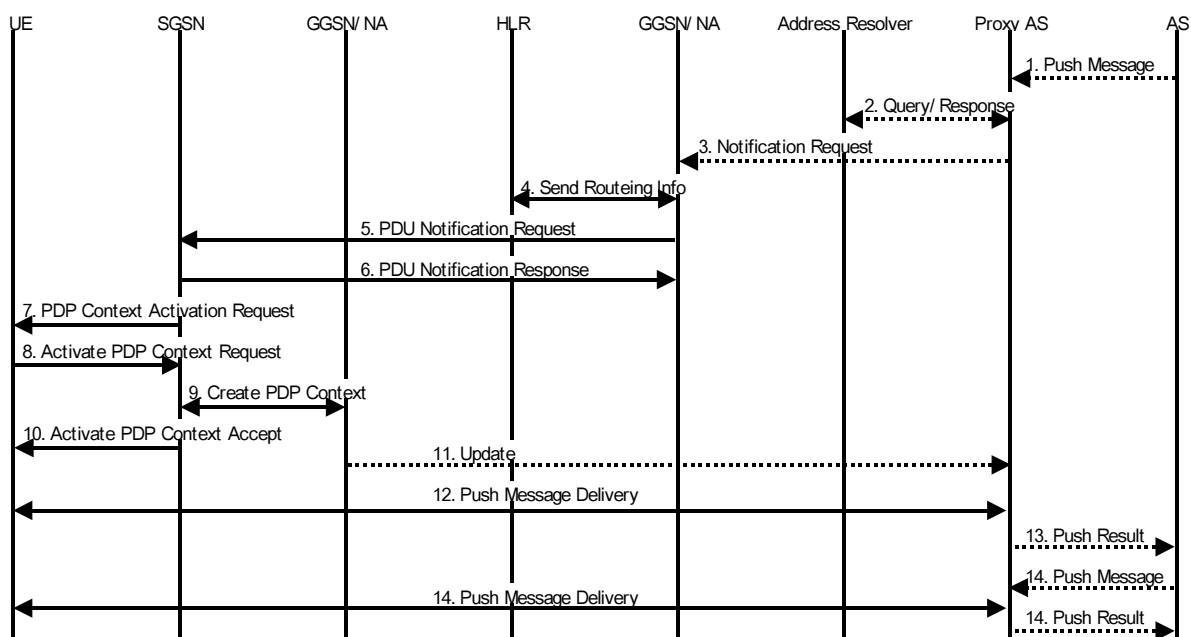 UE SGSN GGSN/ NA HLR GGSN/ NA Address Resolver Proxy AS AS
1. Push Message
2. Query/ Response
3. Notification Request
4. Send Routeing Info
5. PDU Notification Request
6. PDU Notification Response
7. PDP Context Activation Request
8. Activate PDP Context Request
9. Create PDP Context
10. Activate PDP Context Accept
11. Update
12. Push Message Delivery
13. Push Result
14. Push Message
14. Push Message Delivery
14. Push Result